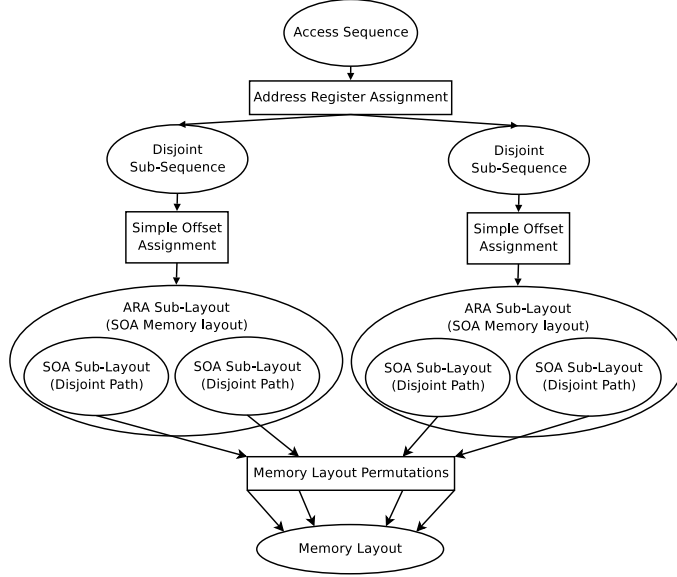 Access Sequence
Address Register Assignment
Disjoint
Sub-Sequence
Disjoint
Sub-Sequence
Simple Offset
Assignment
Simple Offset
Assignment
ARA Sub-Layout
(SOA Memory layout)
ARA Sub-Layout
(SOA Memory layout)
SOA Sub-Layout
(Disjoint Path)
SOA Sub-Layout
(Disjoint Path)
SOA Sub-Layout
(Disjoint Path)
SOA Sub-Layout
(Disjoint Path)
Memory Layout Permutations
Memory Layout